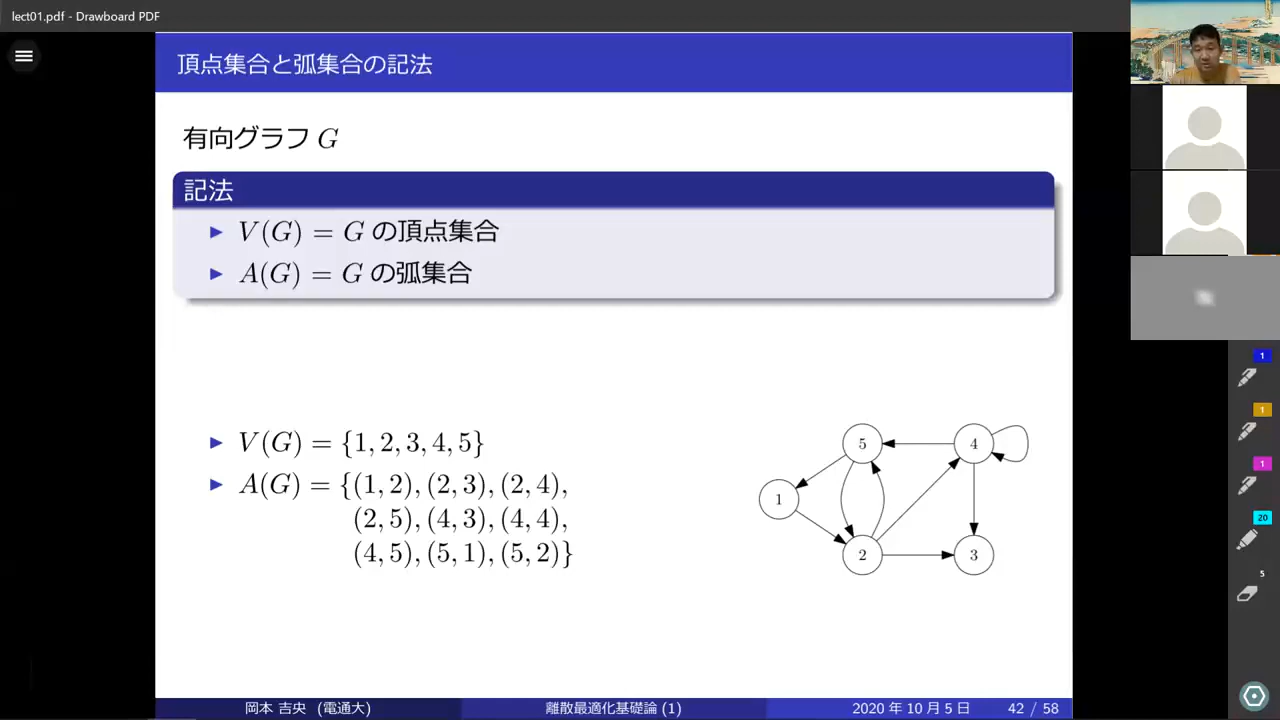 lect01.pdf - Drawboard PDF
頂点集合と弧集合の記法
有向グラフ G
記法
▶ V(G) = G の頂点集合
▶ A(G) = G の弧集合
▶ V(G) = {1, 2, 3, 4, 5}
▶ A(G) = {(1, 2), (2, 3), (2, 4),
(2, 5), (4, 3), (4, 4),
(4, 5), (5, 1), (5, 2)}
5
4
1
2
3
岡本 吉央 (電通大)
離散最適化基礎論 (1)
2020 年 10 月 5 日
42 / 58
1
1
1
20
5